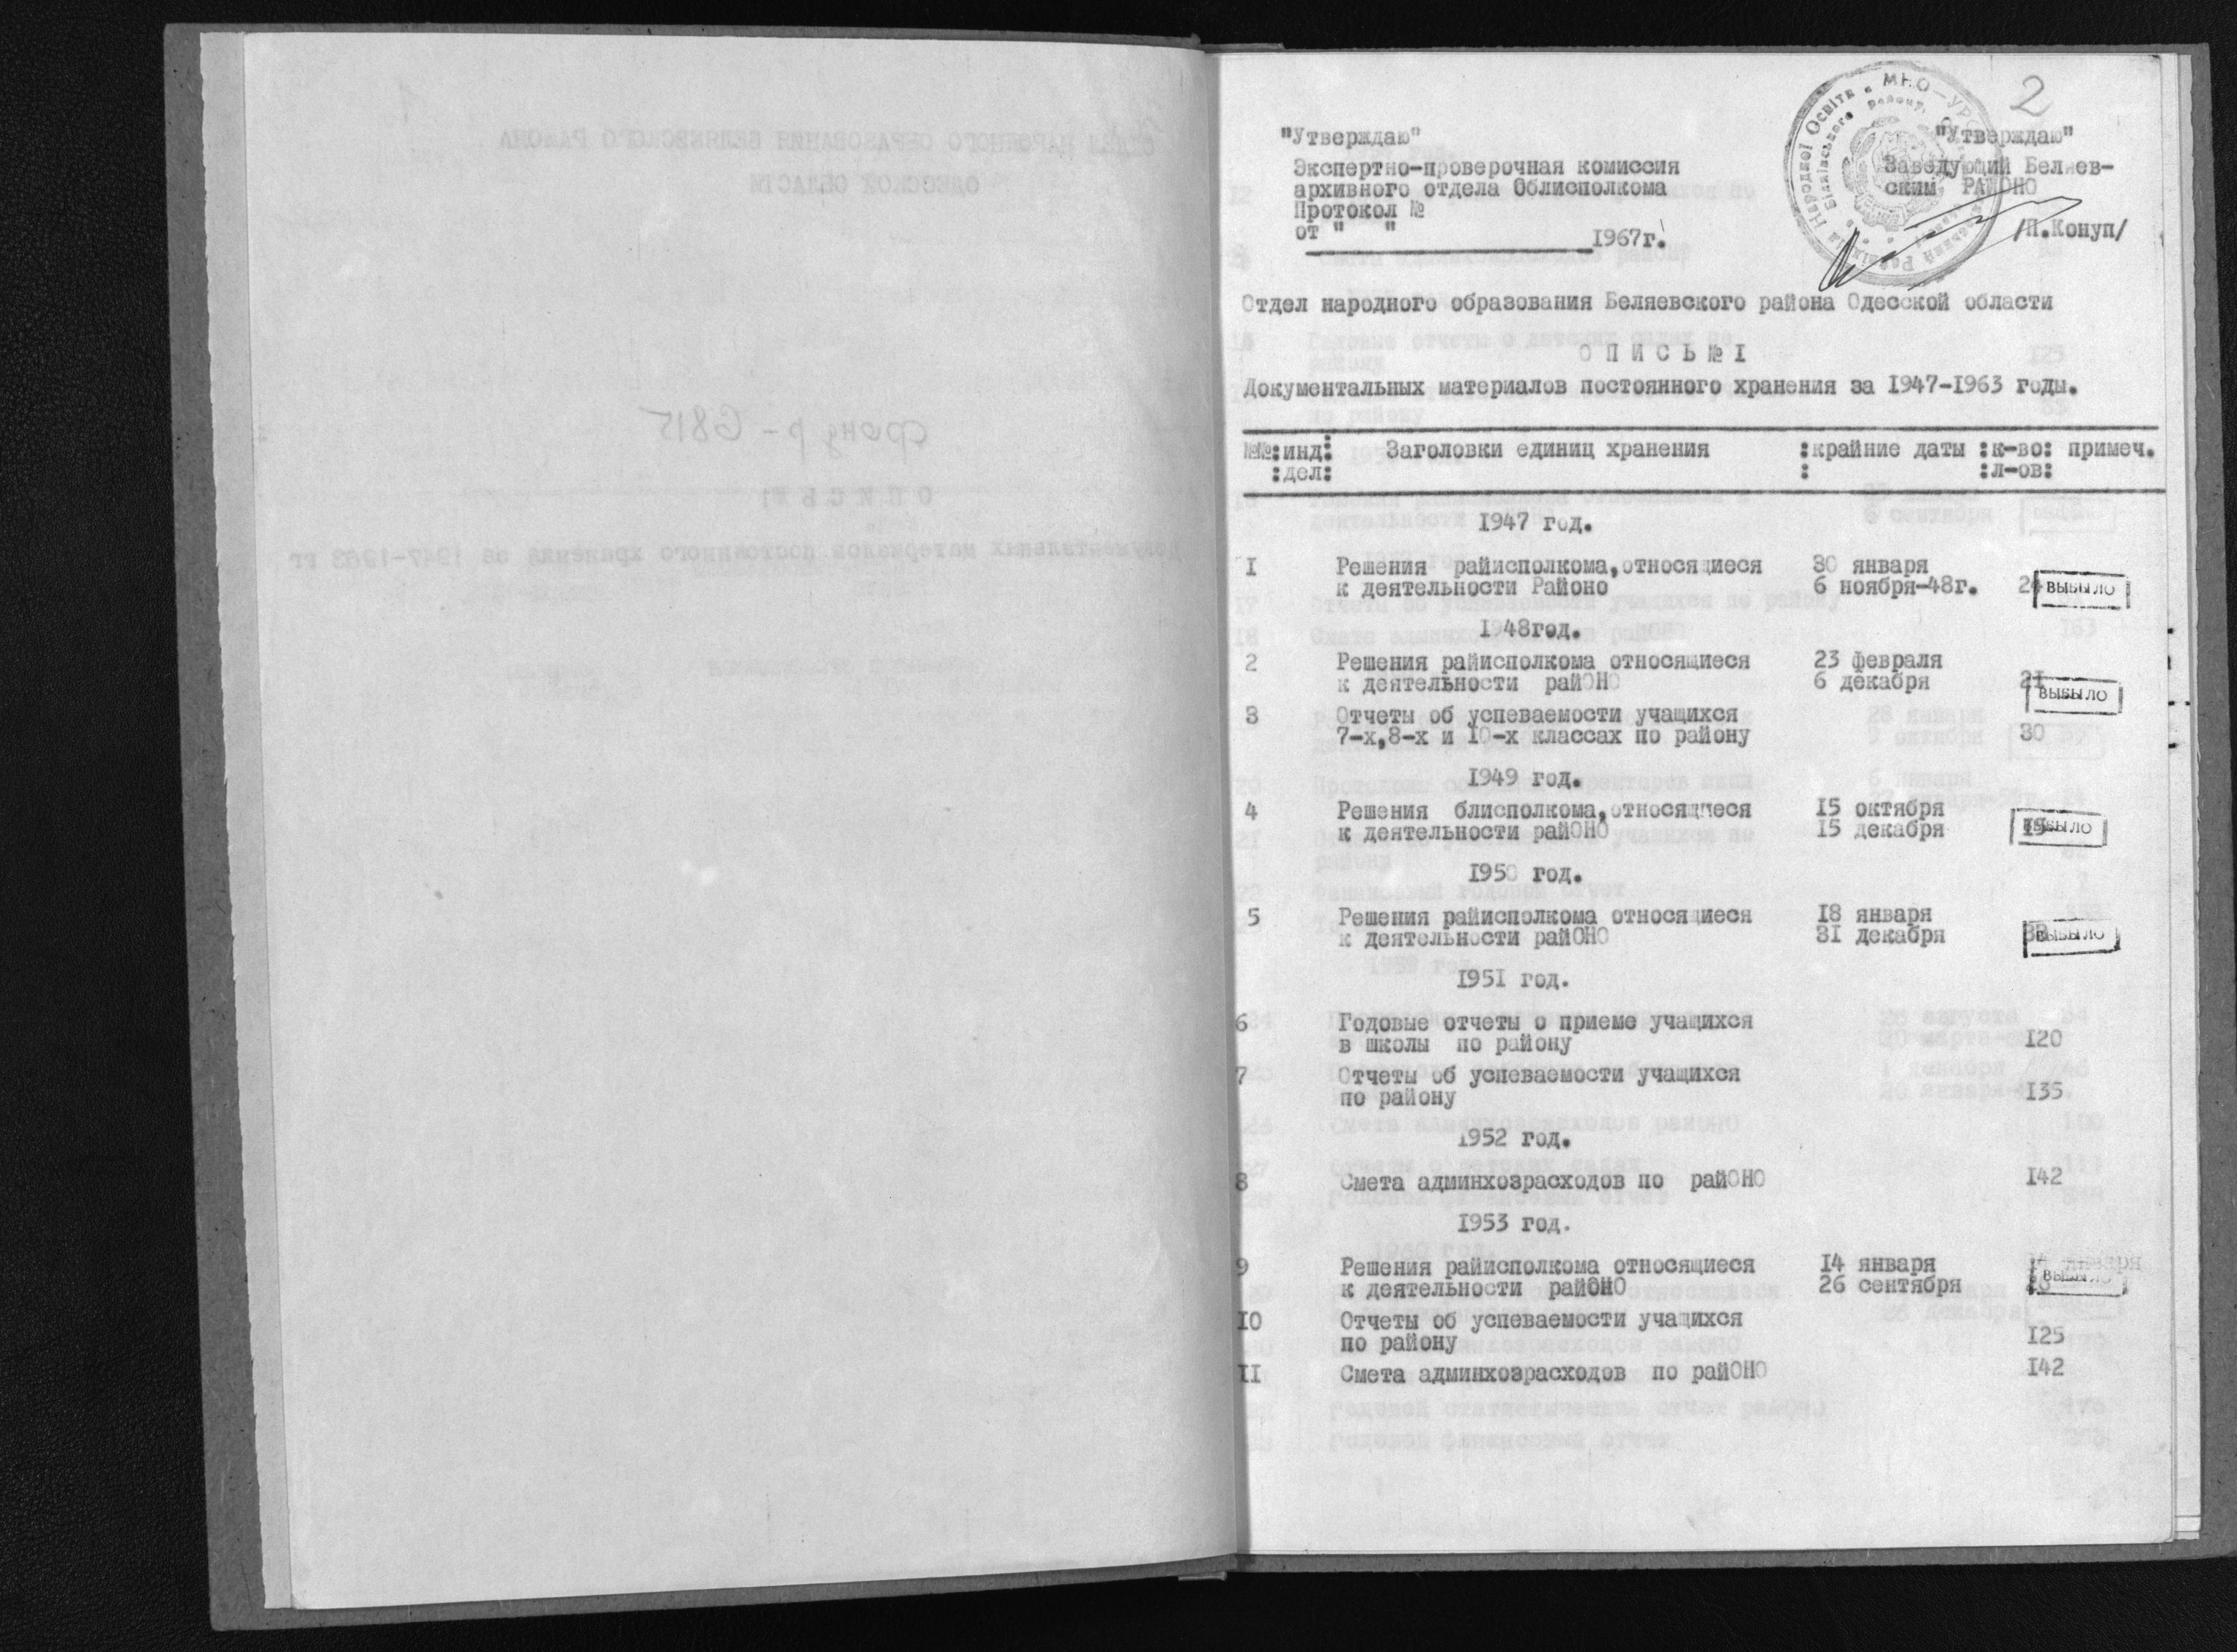 2
"Утверждаю"
Экспертно-проверочная комиссия
архивного отдела Облисполкома
Протокол №
от " " 1967г.
"Утверждаю"
Заведующий Беляев-
ским РАЙОНО
/П.Конуп/
Отдел народного образования Беляевского района Одесской области
О П И С Ь № I
Документальных материалов постоянного хранения за 1947-1963 годы.
№№:инд: Заголовки единиц хранения :крайние даты :к-во: примеч.
:дел: : :л-ов:
1947 год.
I Решения райисполкома,относящиеся 30 января
к деятельности Районо 6 ноября-48г. 24 ВЫБЫЛО
1948год.
2 Решения райисполкома относящиеся 23 февраля
к деятельности райОНО 6 декабря 21 ВЫБЫЛО
3 Отчеты об успеваемости учащихся
7-х,8-х и 10-х классах по району 30
1949 год.
4 Решения блисполкома,относящиеся 15 октября
к деятельности райОНО 15 декабря 19 ВЫБЫЛО
1950 год.
5 Решения райисполкома относящиеся 18 января
к деятельности райОНО 31 декабря ВЫБЫЛО
1951 год.
6 Годовые отчеты о приеме учащихся
в школы по району 120
7 Отчеты об успеваемости учащихся
по району 135
1952 год.
8 Смета админхозрасходов по райОНО 142
1953 год.
9 Решения райисполкома относящиеся 14 января
к деятельности райОНО 26 сентября ВЫБЫЛО
10 Отчеты об успеваемости учащихся
по району 125
11 Смета админхозрасходов по райОНО 142